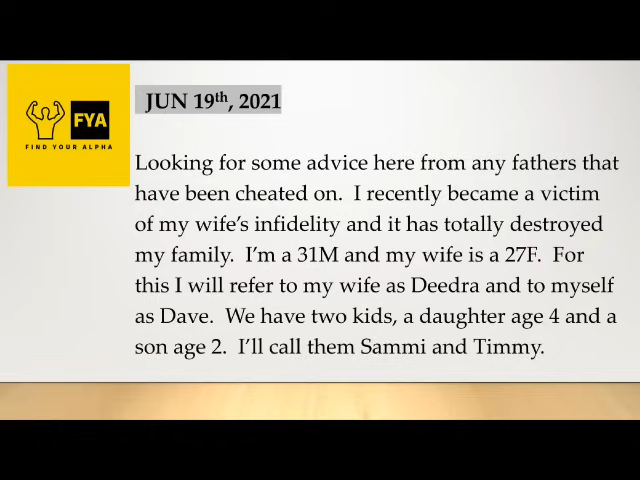 FYA
FIND YOUR ALPHA
JUN 19th, 2021
Looking for some advice here from any fathers that
have been cheated on.  I recently became a victim
of my wife’s infidelity and it has totally destroyed
my family.  I’m a 31M and my wife is a 27F.  For
this I will refer to my wife as Deedra and to myself
as Dave.  We have two kids, a daughter age 4 and a
son age 2.  I’ll call them Sammi and Timmy.